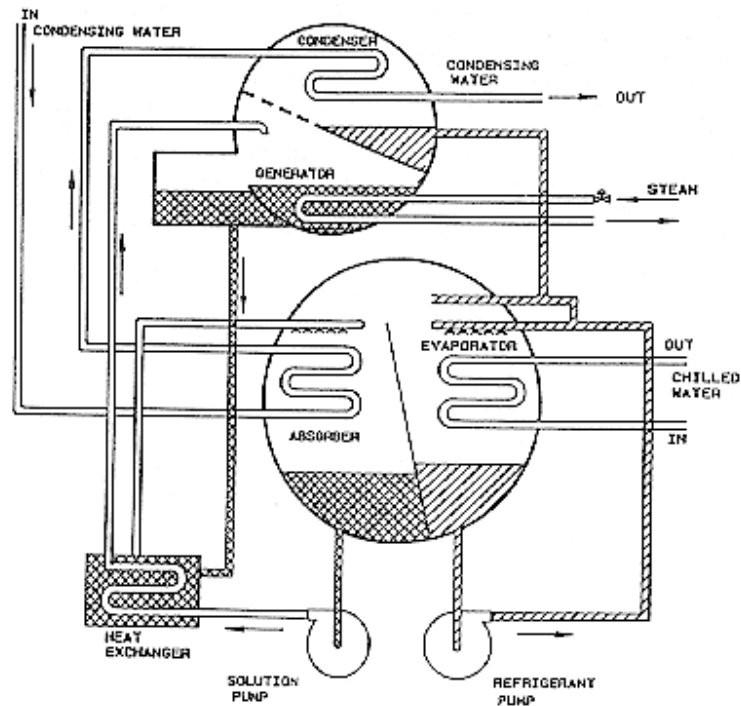 IN
CONDENSING WATER
CONDENSER
CONDENSING
WATER
OUT
GENERATOR
STEAM
EVAPORATOR
OUT
CHILLED
WATER
IN
ABSORBER
HEAT
EXCHANGER
SOLUTION
PUMP
REFRIGERANT
PUMP